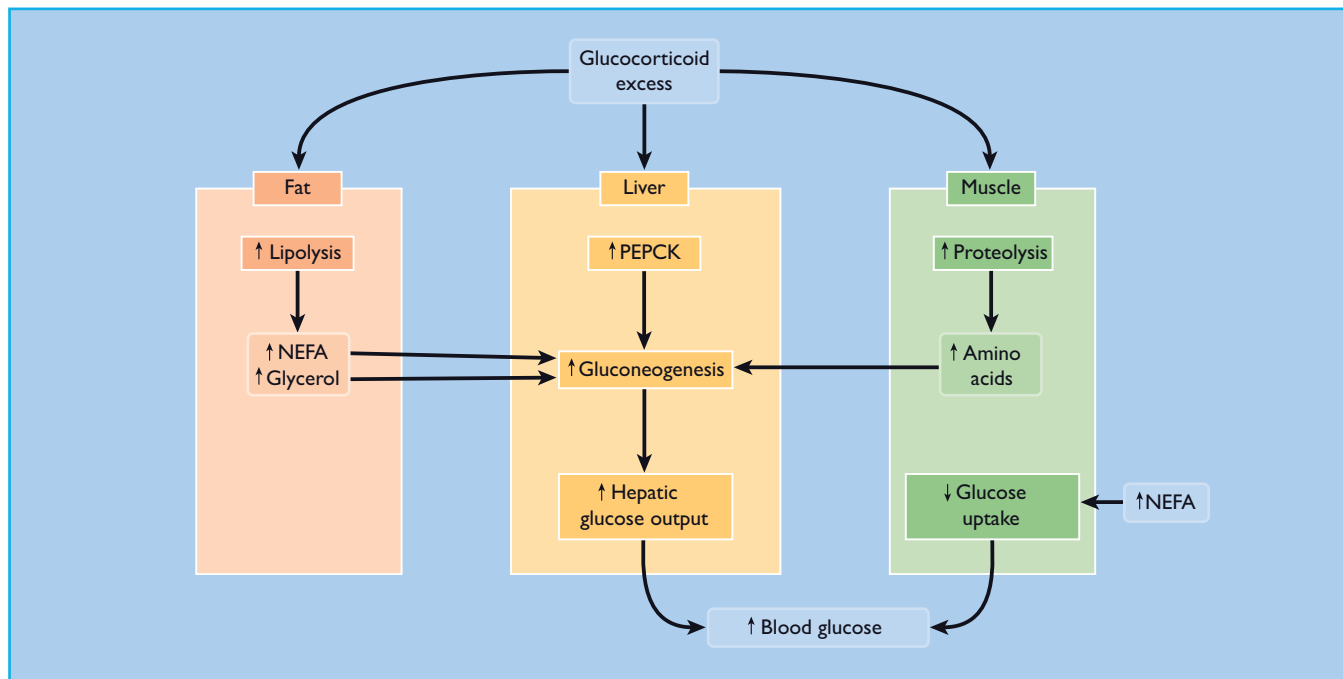 Glucocorticoid
excess
Fat
Liver
Muscle
↑ Lipolysis
↑ PEPCK
↑ Proteolysis
↑ NEFA
↑ Glycerol
↑ Gluconeogenesis
↑ Amino
acids
↑ Hepatic
glucose output
↓ Glucose
uptake
↑ NEFA
↑ Blood glucose